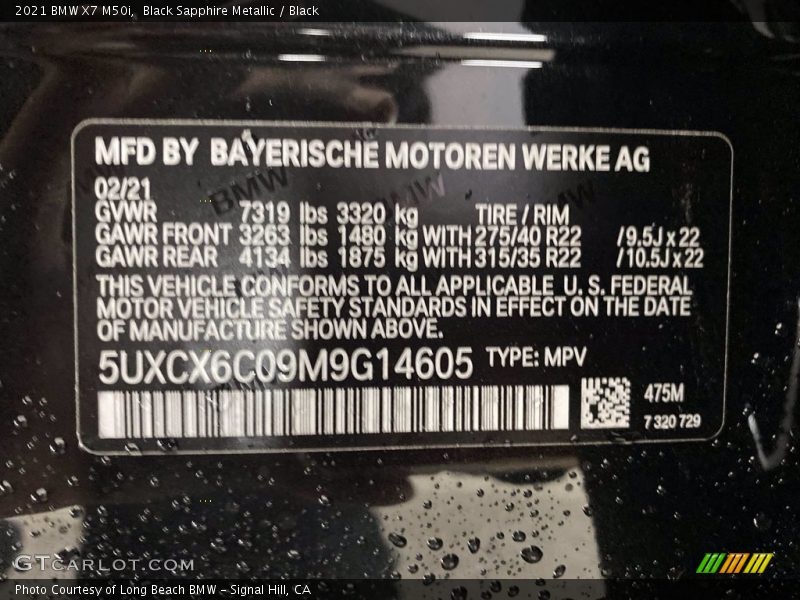 2021 BMW X7 M50i, Black Sapphire Metallic / Black
MFD BY BAYERISCHE MOTOREN WERKE AG
02/21
GVWR 7319 lbs 3320 kg TIRE / RIM
GAWR FRONT 3263 lbs 1480 kg WITH 275/40 R22 /9.5J x 22
GAWR REAR 4134 lbs 1875 kg WITH 315/35 R22 /10.5J x 22
THIS VEHICLE CONFORMS TO ALL APPLICABLE U. S. FEDERAL
MOTOR VEHICLE SAFETY STANDARDS IN EFFECT ON THE DATE
OF MANUFACTURE SHOWN ABOVE.
5UXCX6C09M9G14605 TYPE: MPV
475M
7 320 729
GTCARLOT.COM
Photo Courtesy of Long Beach BMW – Signal Hill, CA